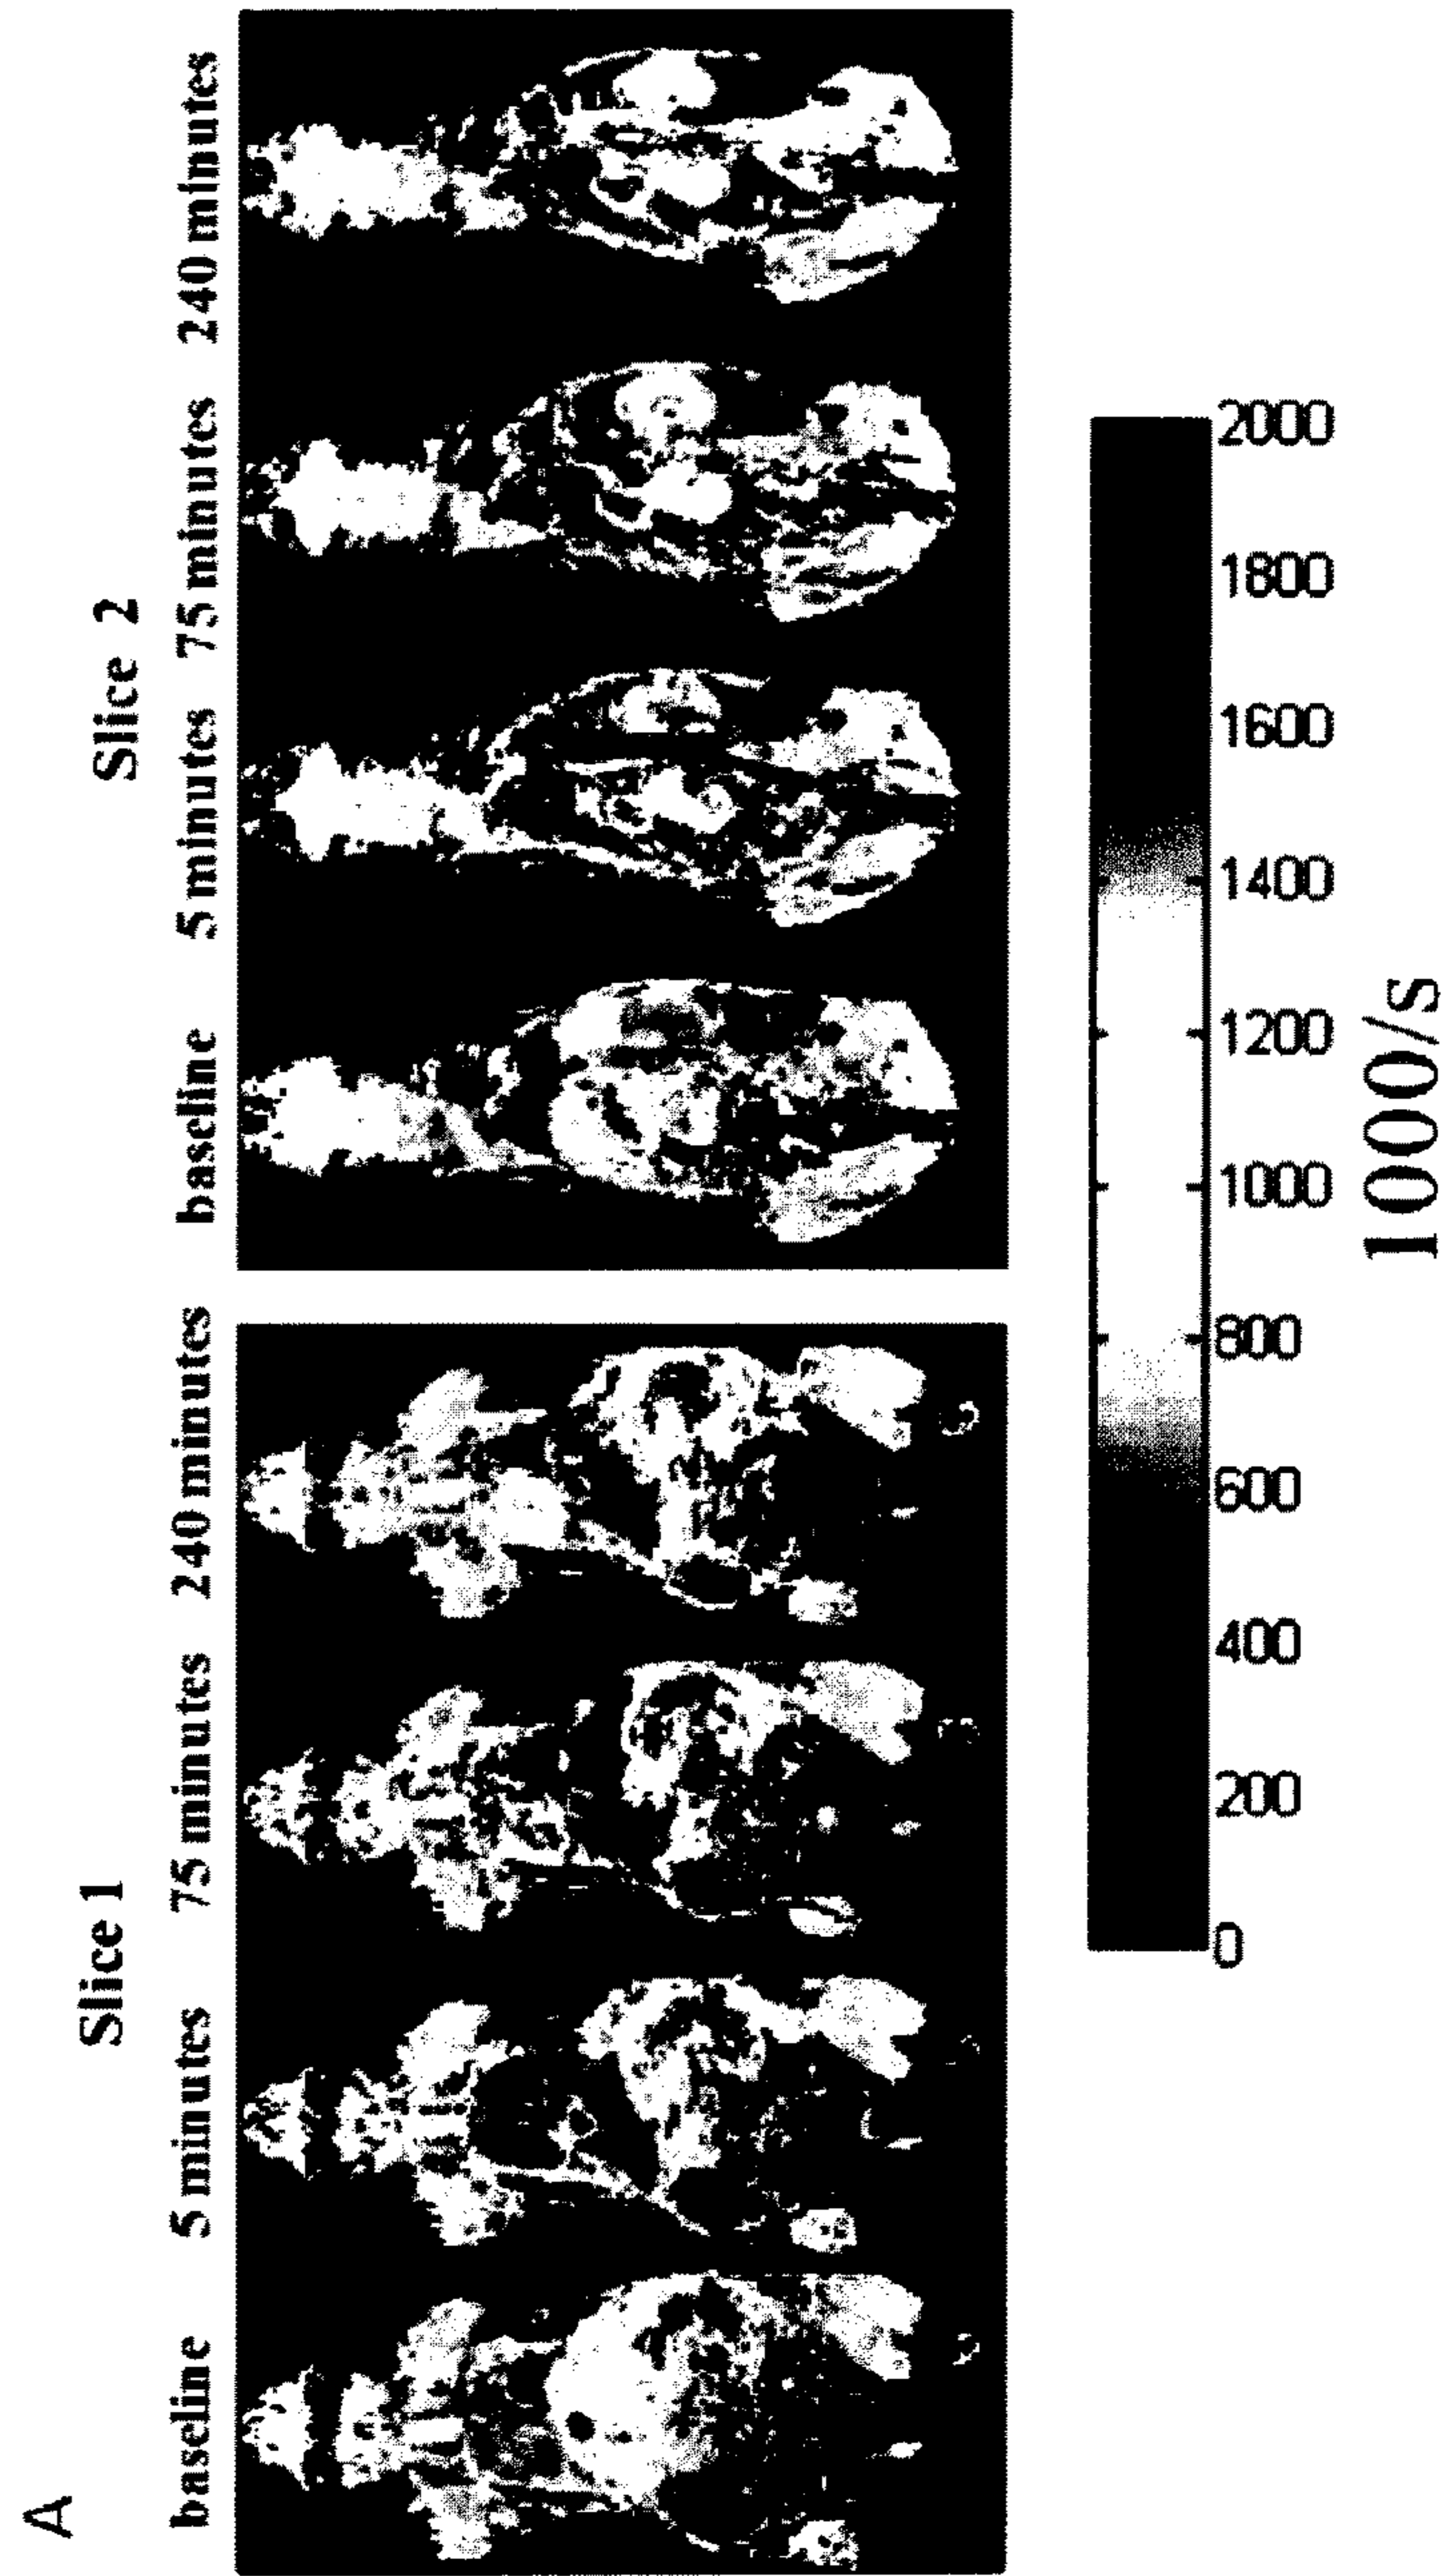 A
Slice 1
Slice 2
baseline 5 minutes 75 minutes 240 minutes
baseline 5 minutes 75 minutes 240 minutes
0 200 400 600 800 1000 1200 1400 1600 1800 2000
1000/s